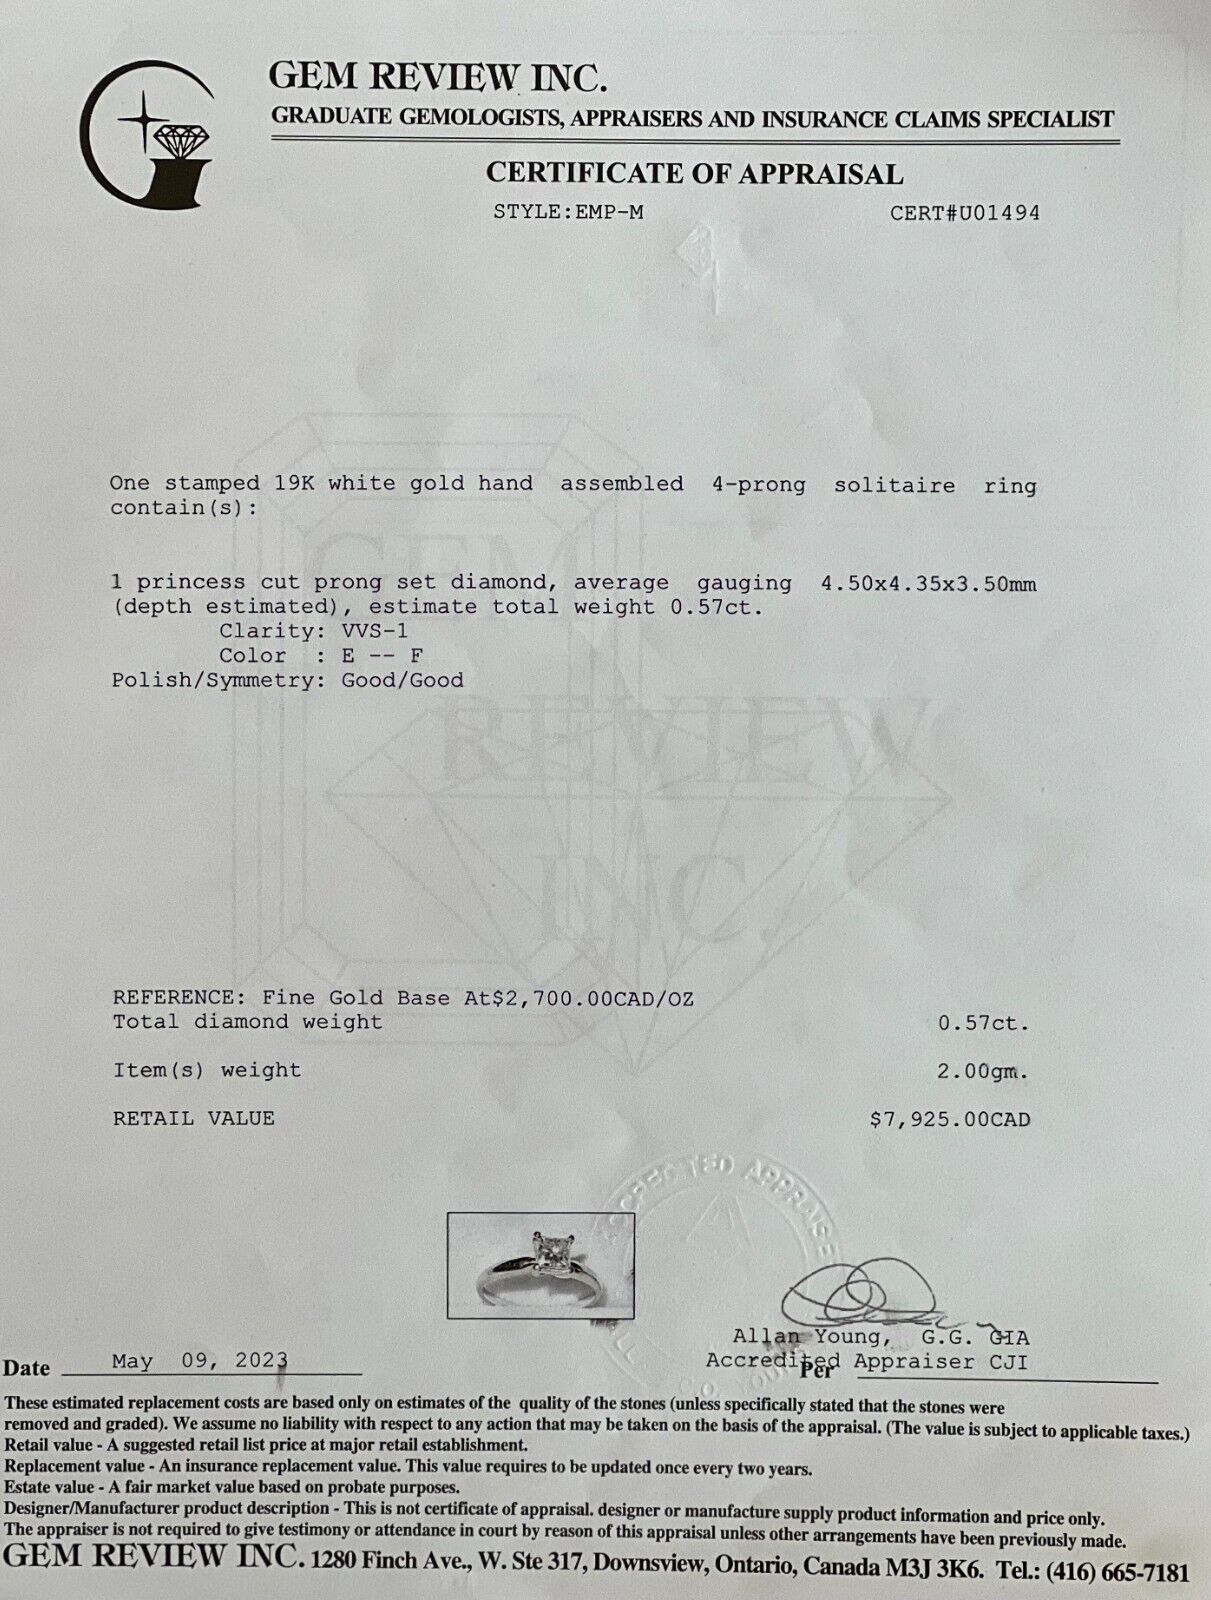 GEM REVIEW INC.
GRADUATE GEMOLOGISTS, APPRAISERS AND INSURANCE CLAIMS SPECIALIST
CERTIFICATE OF APPRAISAL
STYLE:EMP-M CERT#U01494
One stamped 19K white gold hand assembled 4-prong solitaire ring
contain(s):
1 princess cut prong set diamond, average gauging 4.50x4.35x3.50mm
(depth estimated), estimate total weight 0.57ct.
Clarity: VVS-1
Color : E -- F
Polish/Symmetry: Good/Good
GEM
REVIEW
INC.
REFERENCE: Fine Gold Base At$2,700.00CAD/OZ
Total diamond weight 0.57ct.
Item(s) weight 2.00gm.
RETAIL VALUE $7,925.00CAD
ACCREDITED APPRAISER
Allan Young, G.G. GIA
Accredited Appraiser CJI
Date May 09, 2023 Per
These estimated replacement costs are based only on estimates of the quality of the stones (unless specifically stated that the stones were
removed and graded). We assume no liability with respect to any action that may be taken on the basis of the appraisal. (The value is subject to applicable taxes.)
Retail value - A suggested retail list price at major retail establishment.
Replacement value - An insurance replacement value. This value requires to be updated once every two years.
Estate value - A fair market value based on probate purposes.
Designer/Manufacturer product description - This is not certificate of appraisal. designer or manufacture supply product information and price only.
The appraiser is not required to give testimony or attendance in court by reason of this appraisal unless other arrangements have been previously made.
GEM REVIEW INC. 1280 Finch Ave., W. Ste 317, Downsview, Ontario, Canada M3J 3K6. Tel.: (416) 665-7181